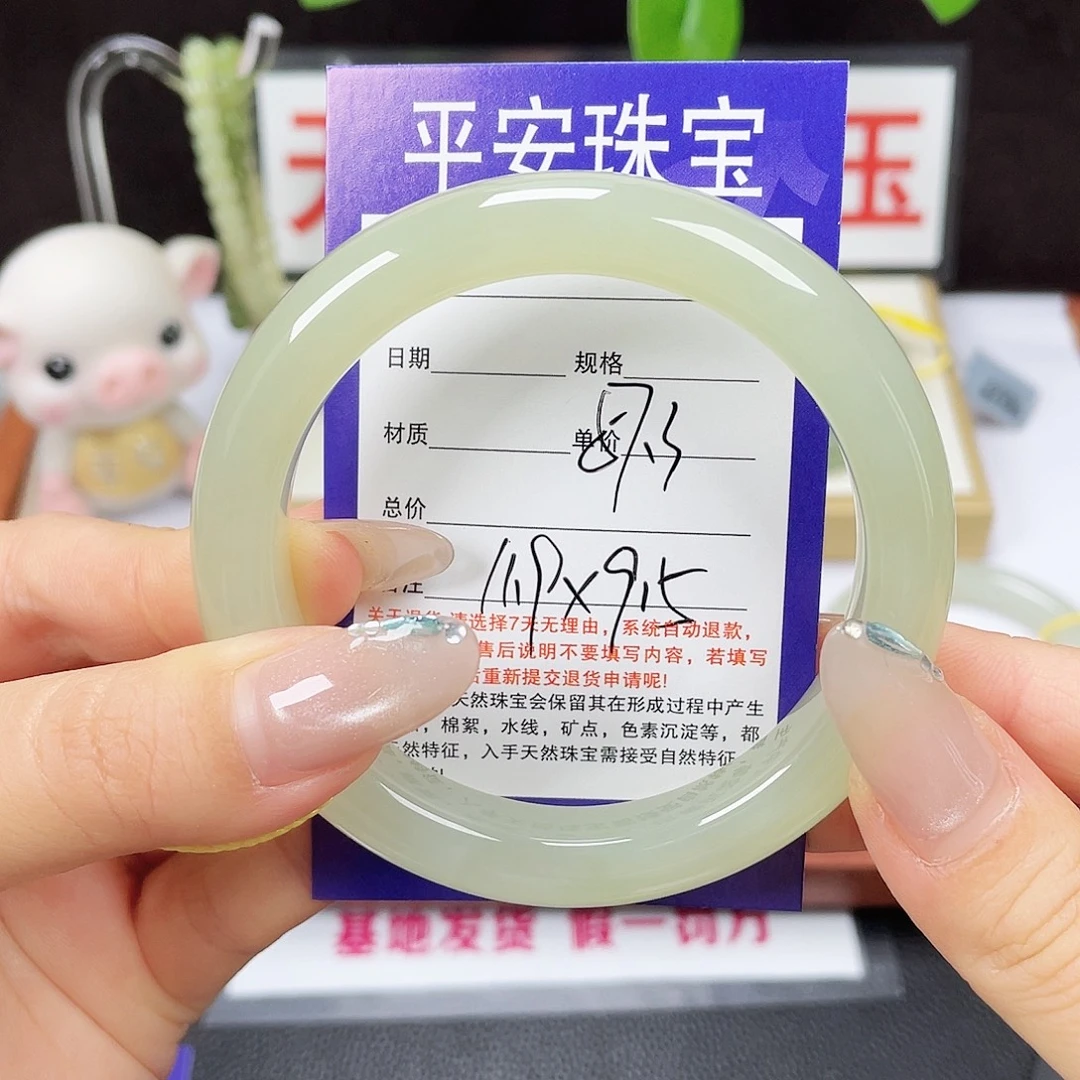 平安珠宝
玉
日期 规格
材质 单价
总价
11.9x9.5
关于退货 请选择7天无理由，系统自动退款，
售后说明不要填写内容，若填写
重新提交退货申请呢!
天然珠宝会保留其在形成过程中产生
，棉絮，水线，矿点，色素沉淀等，都
然特征，入手天然珠宝需接受自然特征
基地发货 假一罚万